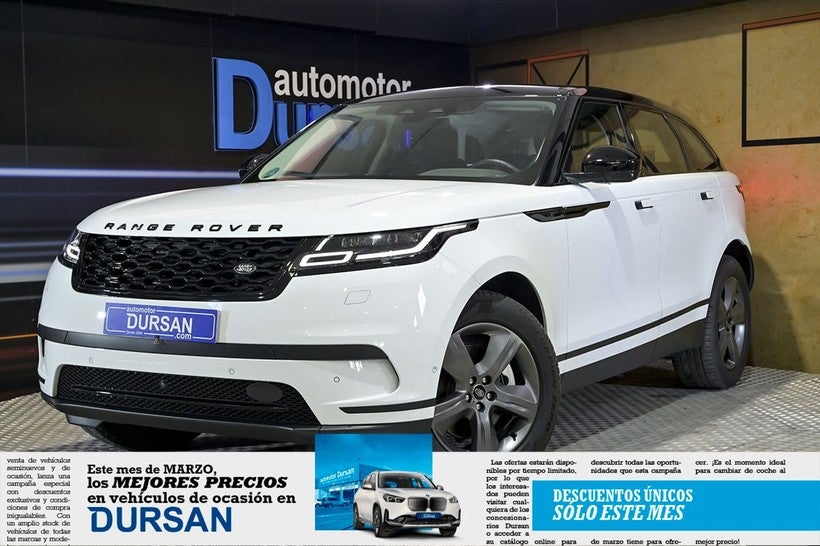 automotor
Dursan
RANGE ROVER
automotor
DURSAN
.com
venta de vehículos
seminuevos y de
ocasión, lanza una
campaña especial
con descuentos
exclusivos y condi-
ciones de compra
inigualables. Con
un amplio stock de
vehículos de todas
las marcas y mode-
Este mes de MARZO,
los MEJORES PRECIOS
en vehículos de ocasión en
DURSAN
automotor Dursan
Las ofertas estarán dispo-
nibles por tiempo limitado,
por lo que
los interesa-
dos pueden
visitar cual-
quiera de los
concesiona-
rios Dursan
o acceder a
su catálogo online para
descubrir todas las oportu-
nidades que esta campaña
de marzo tiene para ofre-
cer. ¡Es el momento ideal
para cambiar de coche al
mejor precio!
DESCUENTOS ÚNICOS
SÓLO ESTE MES